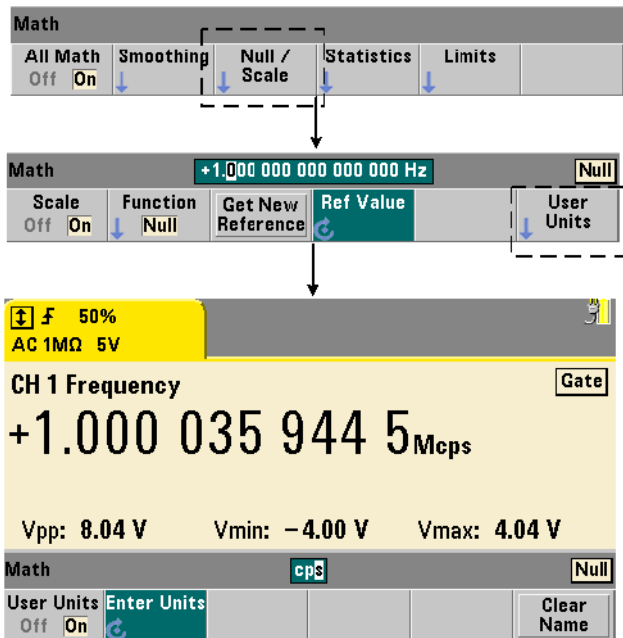 Math
All Math Smoothing Null / Statistics Limits
Off On Scale
Math +1.000 000 000 000 000 Hz Null
Scale Function Get New Ref Value User
Off On Null Reference Units
50%
AC 1MΩ 5V
CH 1 Frequency Gate
+1.000 035 944 5 Mcps
Vpp: 8.04 V Vmin: −4.00 V Vmax: 4.04 V
Math cps Null
User Units Enter Units Clear
Off On Name